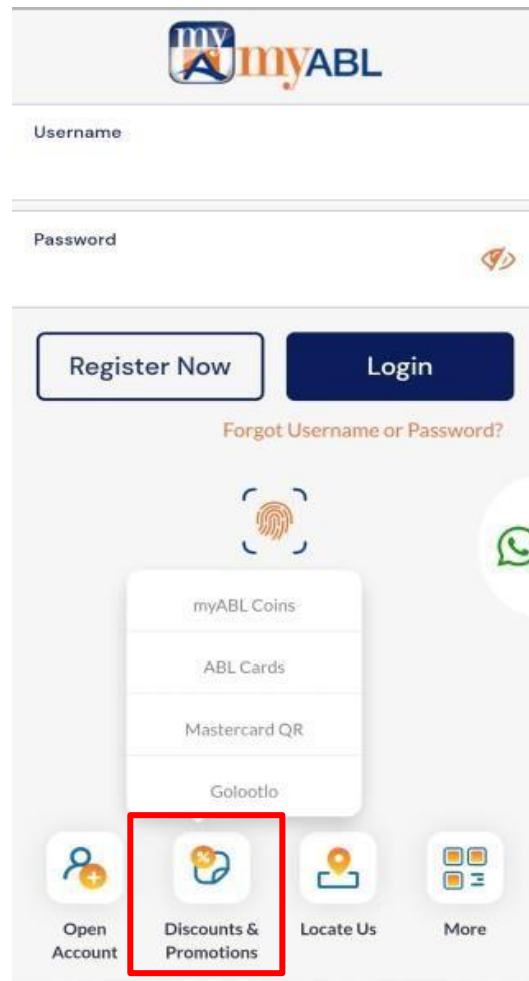 my
myABL
Username
Password
Register Now
Login
Forgot Username or Password?
myABL Coins
ABL Cards
Mastercard QR
Golootlo
Open
Account
Discounts &
Promotions
Locate Us
More